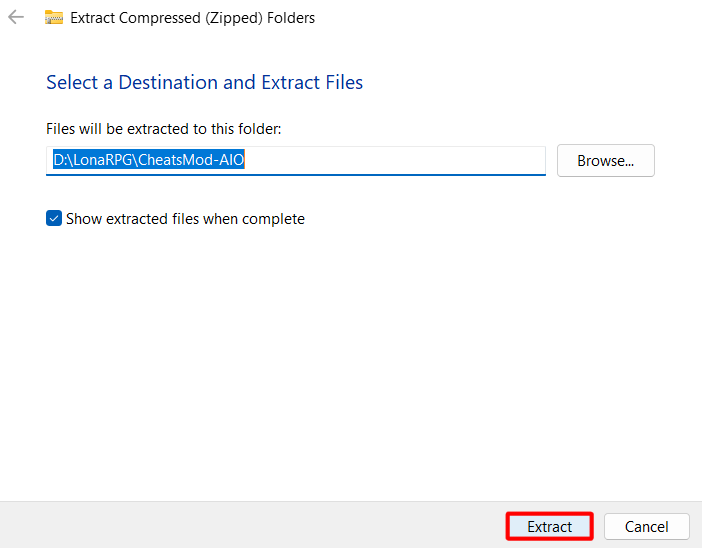 Extract Compressed (Zipped) Folders
Select a Destination and Extract Files
Files will be extracted to this folder:
D:\LonaRPG\CheatsMod-AIO
Browse...
Show extracted files when complete
Extract
Cancel